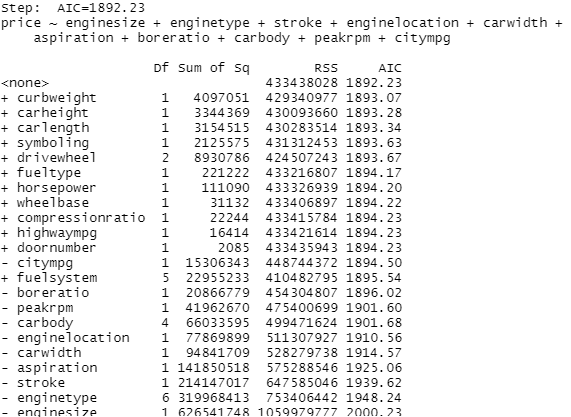 Step:  AIC=1892.23
price ~ enginesize + enginetype + stroke + enginelocation + carwidth +
    aspiration + boreratio + carbody + peakrpm + citympg

                   Df Sum of Sq        RSS    AIC
<none>                           433438028 1892.23
+ curbweight        1   4097051  429340977 1893.07
+ carheight         1   3344369  430093660 1893.28
+ carlength         1   3154515  430283514 1893.34
+ symboling         1   2125575  431312453 1893.63
+ drivewheel        2   8930786  424507243 1893.67
+ fueltype          1    221222  433216807 1894.17
+ horsepower        1    111090  433326939 1894.20
+ wheelbase         1     31132  433406897 1894.22
+ compressionratio  1     22244  433415784 1894.23
+ highwaympg        1     16414  433421614 1894.23
+ doornumber        1      2085  433435943 1894.23
- citympg           1  15306343  448744372 1894.50
+ fuelsystem        5  22955233  410482795 1895.54
- boreratio         1  20866779  454304807 1896.02
- peakrpm           1  41962670  475400699 1901.60
- carbody           4  66033595  499471624 1901.68
- enginelocation    1  77869899  511307927 1910.56
- carwidth          1  94841709  528279738 1914.57
- aspiration        1 141850518  575288546 1925.06
- stroke            1 214147017  647585046 1939.62
- enginetype        6 319968413  753406442 1948.24
- enginesize        1 626541748 1059979777 2000.23